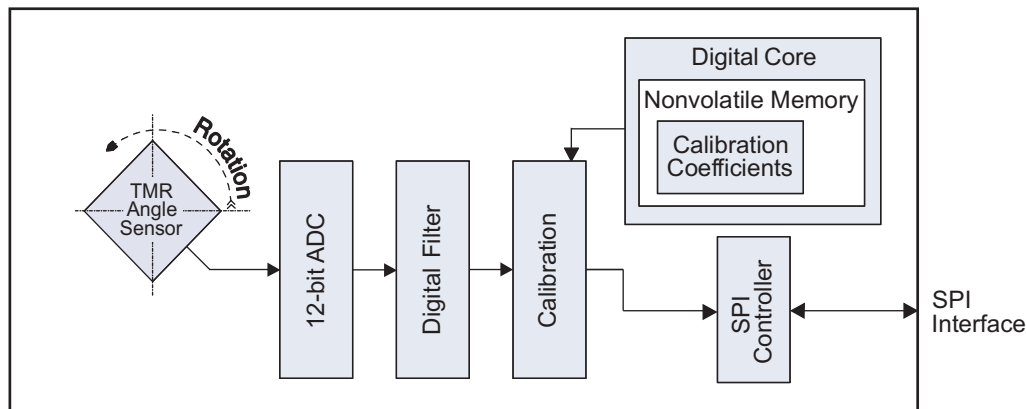 Digital Core
Nonvolatile Memory
Calibration
Coefficients
Rotation
TMR
Angle
Sensor
12-bit ADC
Digital Filter
Calibration
SPI
Controller
SPI
Interface